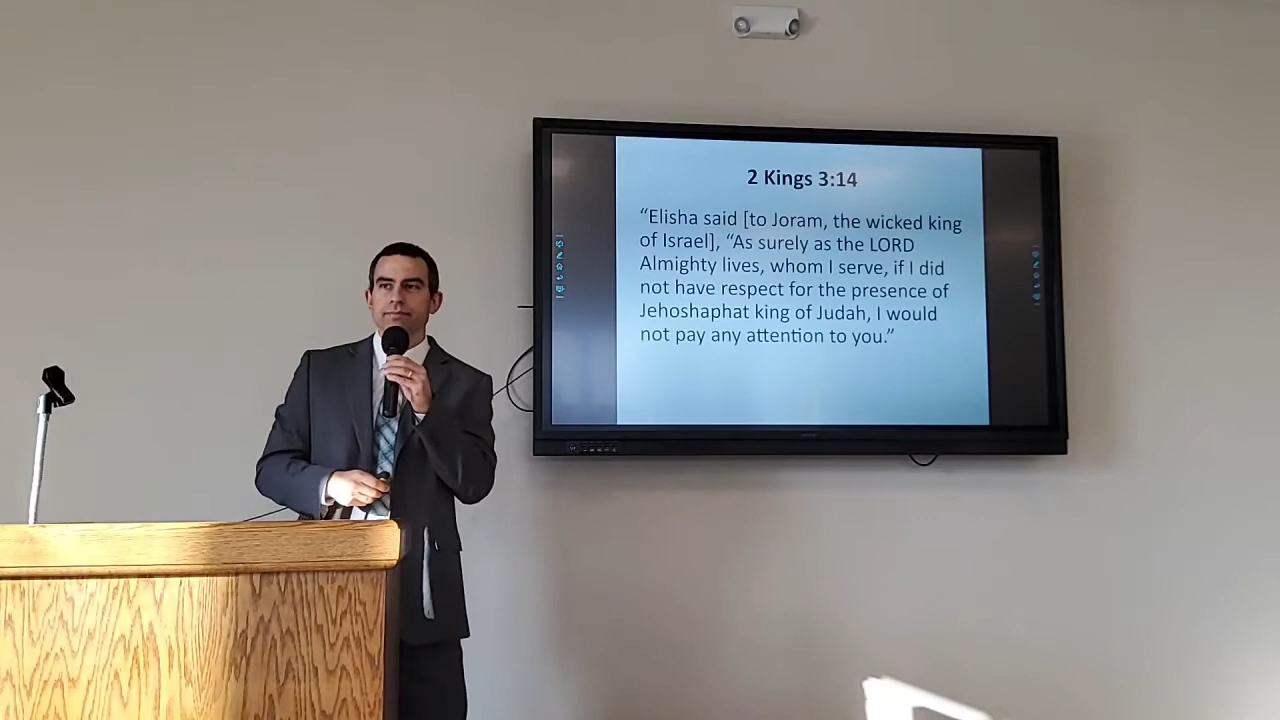 2 Kings 3:14
“Elisha said [to Joram, the wicked king
of Israel], “As surely as the LORD
Almighty lives, whom I serve, if I did
not have respect for the presence of
Jehoshaphat king of Judah, I would
not pay any attention to you.”